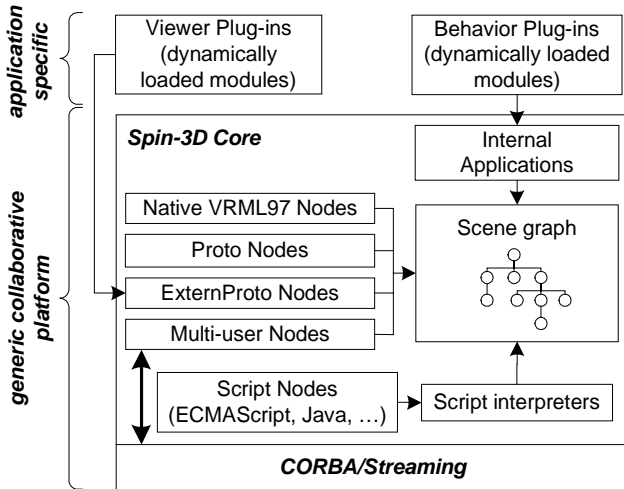 application
specific
Viewer Plug-ins
(dynamically
loaded modules)
Behavior Plug-ins
(dynamically loaded
modules)
generic collaborative
platform
Spin-3D Core
Internal
Applications
Native VRML97 Nodes
Proto Nodes
ExternProto Nodes
Multi-user Nodes
Scene graph
Script Nodes
(ECMAScript, Java, …)
Script interpreters
CORBA/Streaming